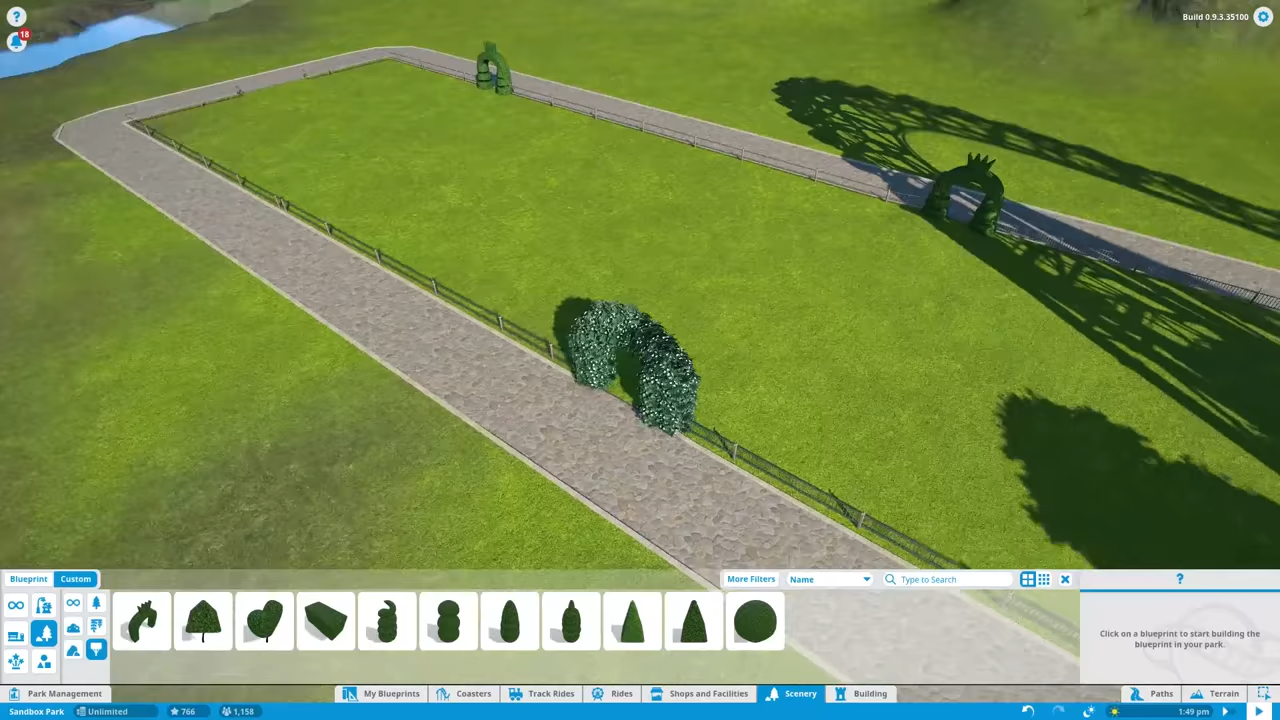 ?
Build 0.9.3.35100
18
Blueprint
Custom
More Filters
Name
Type to Search
?
Click on a blueprint to start building the
blueprint in your park.
Park Management
My Blueprints
Coasters
Track Rides
Rides
Shops and Facilities
Scenery
Building
Paths
Terrain
Sandbox Park
Unlimited
766
1,158
1:49 pm